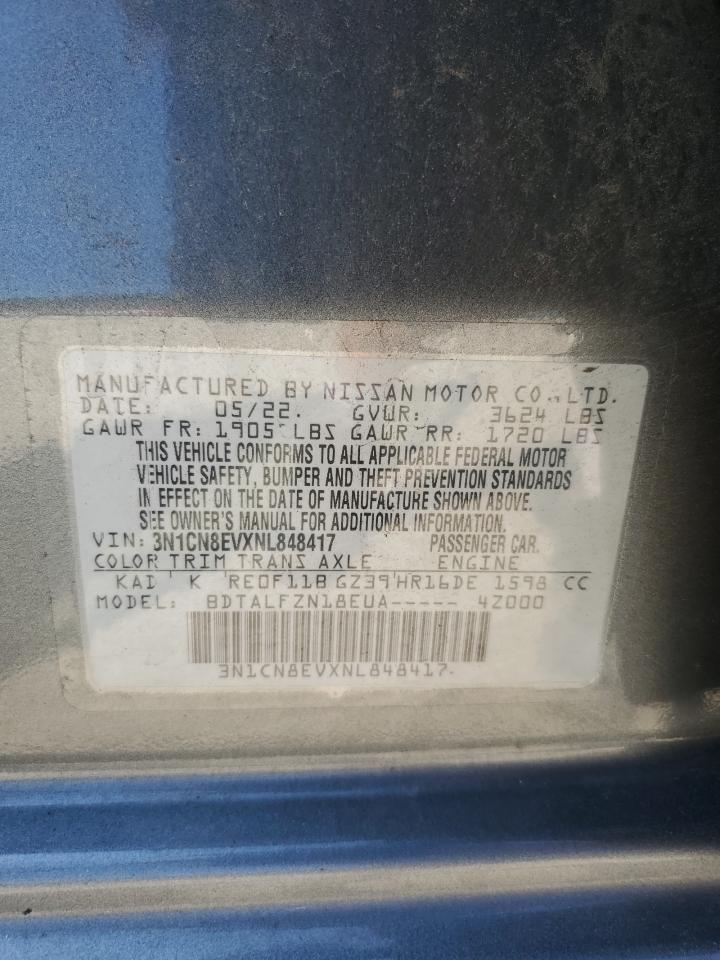 MANUFACTURED BY NISSAN MOTOR CO., LTD.
DATE: 05/22. GVWR: 3624 LBS
GAWR FR: 1905 LBS GAWR RR: 1720 LBS
THIS VEHICLE CONFORMS TO ALL APPLICABLE FEDERAL MOTOR
VEHICLE SAFETY, BUMPER AND THEFT PREVENTION STANDARDS
IN EFFECT ON THE DATE OF MANUFACTURE SHOWN ABOVE.
SEE OWNER'S MANUAL FOR ADDITIONAL INFORMATION.
VIN: 3N1CN8EVXNL848417 PASSENGER CAR.
COLOR TRIM TRANS AXLE ENGINE
KAD K RE0F11B GZ39 HR16DE 1598 CC
MODEL: BDTALFZN18EUA----- 4Z000
3N1CN8EVXNL848417